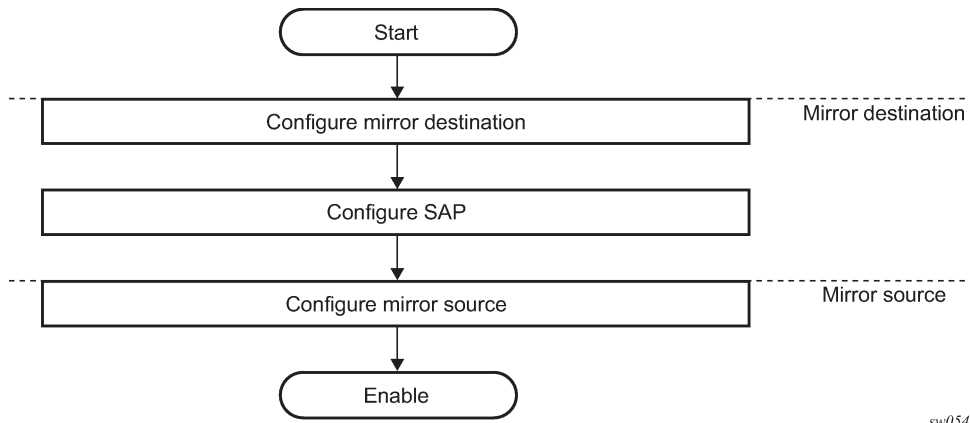 Start
Configure mirror destination
Mirror destination
Configure SAP
Configure mirror source
Mirror source
Enable
sw054